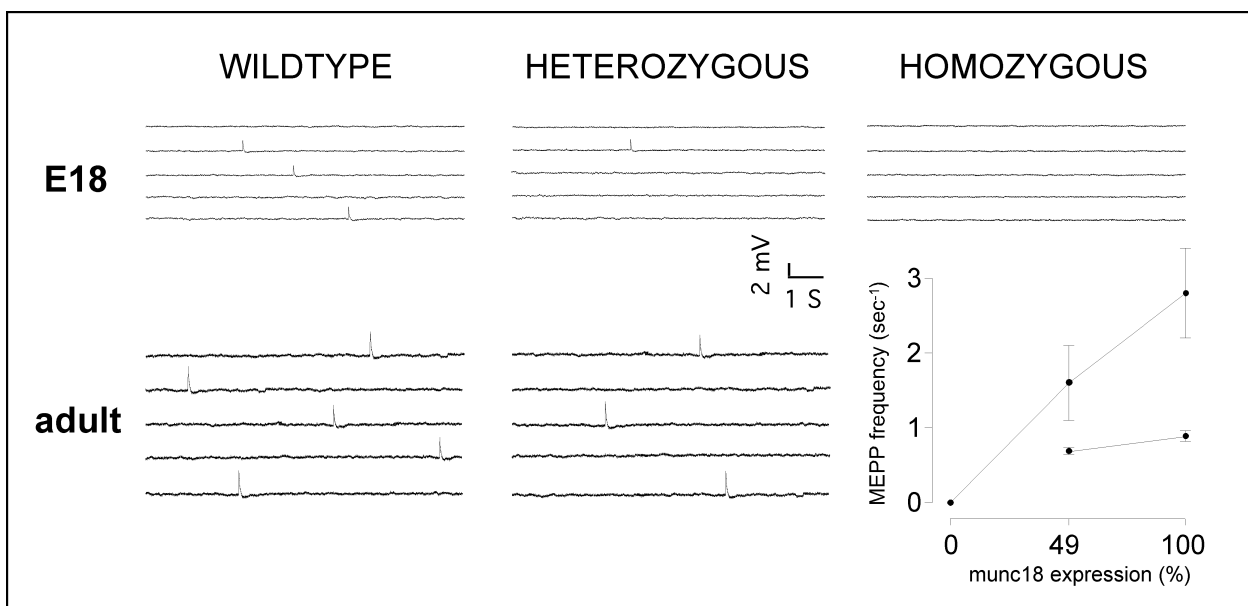 WILDTYPE HETEROZYGOUS HOMOZYGOUS
E18
2 mV
1 S
adult
MEPP frequency (sec⁻¹)
3
2
1
0
0 49 100
munc18 expression (%)